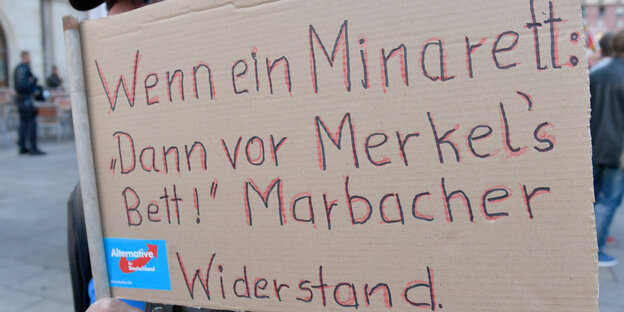 Wenn ein Minarett:
„Dann vor Merkel's
Bett!" Marbacher
Widerstand.
Alternative
für
Deutschland